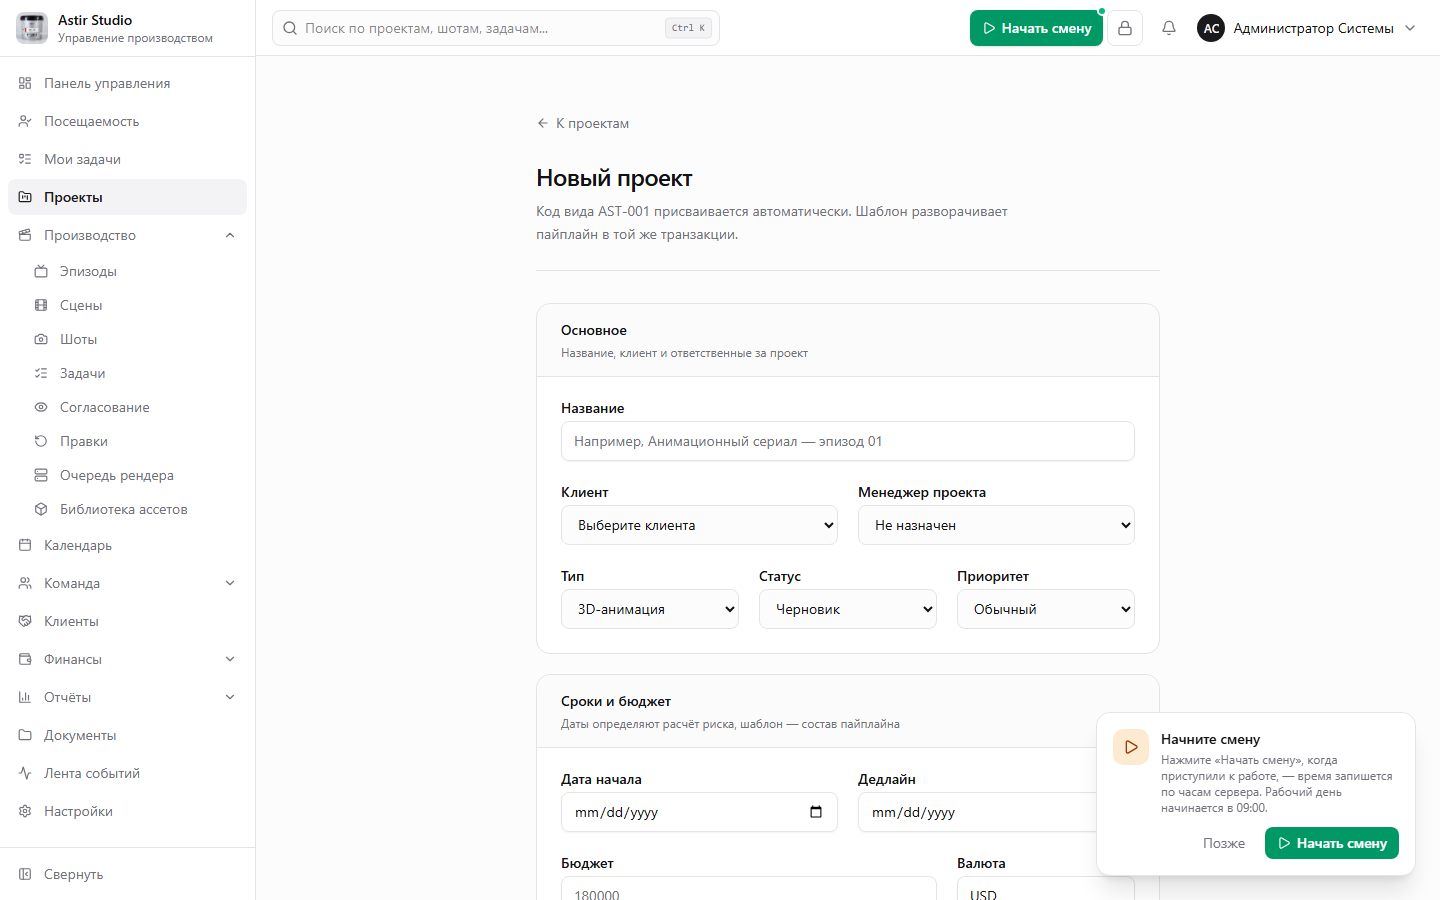 Astir Studio
Управление производством
Поиск по проектам, шотам, задачам...
Ctrl K
Начать смену
АС
Администратор Системы
Панель управления
Посещаемость
Мои задачи
Проекты
Производство
Эпизоды
Сцены
Шоты
Задачи
Согласование
Правки
Очередь рендера
Библиотека ассетов
Календарь
Команда
Клиенты
Финансы
Отчёты
Документы
Лента событий
Настройки
Свернуть
К проектам
Новый проект
Код вида AST-001 присваивается автоматически. Шаблон разворачивает
пайплайн в той же транзакции.
Основное
Название, клиент и ответственные за проект
Название
Например, Анимационный сериал — эпизод 01
Клиент
Менеджер проекта
Выберите клиента
Не назначен
Тип
Статус
Приоритет
3D-анимация
Черновик
Обычный
Сроки и бюджет
Даты определяют расчёт риска, шаблон — состав пайплайна
Дата начала
Дедлайн
mm/dd/yyyy
mm/dd/yyyy
Бюджет
Валюта
180000
USD
Начните смену
Нажмите «Начать смену», когда
приступили к работе, — время запишется
по часам сервера. Рабочий день
начинается в 09:00.
Позже
Начать смену